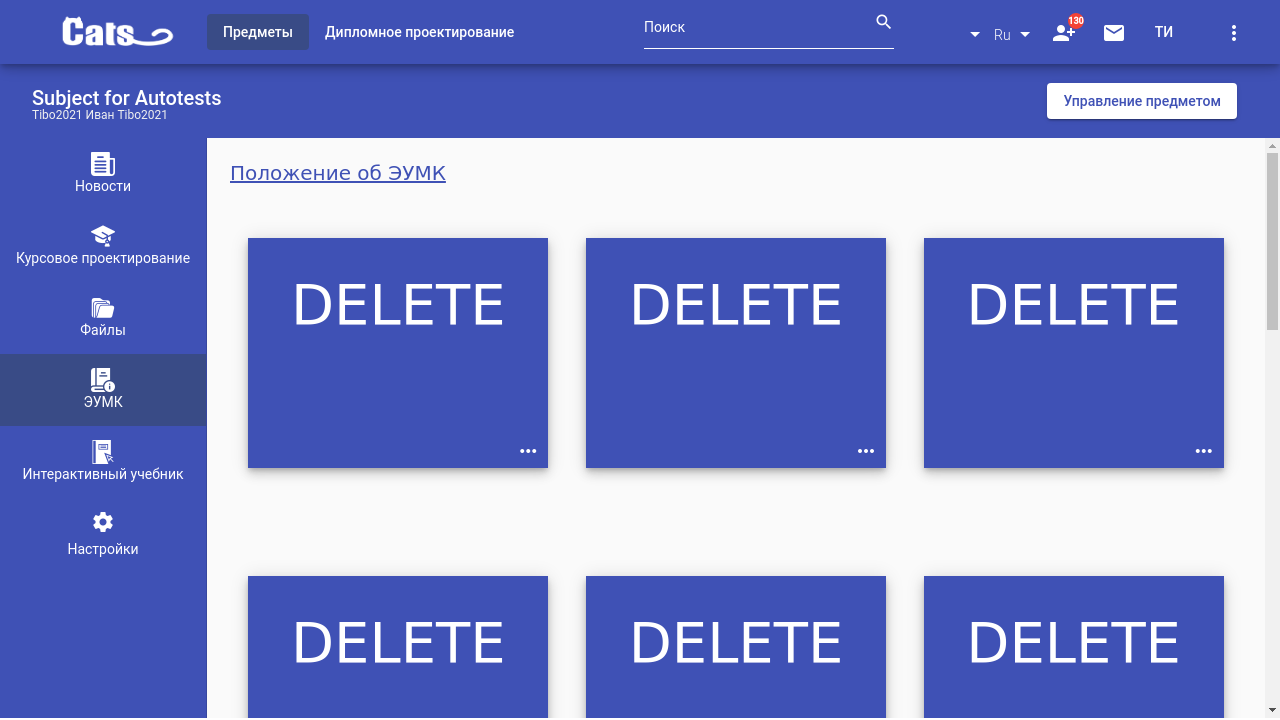 Cats
Предметы
Дипломное проектирование
Поиск
Ru
130
ТИ
Subject for Autotests
Tibo2021 Иван Tibo2021
Управление предметом
Новости
Курсовое проектирование
Файлы
ЭУМК
Интерактивный учебник
Настройки
Положение об ЭУМК
DELETE
DELETE
DELETE
DELETE
DELETE
DELETE